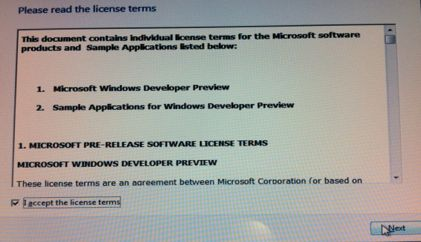 Please read the license terms
This document contains individual license terms for the Microsoft software
products and Sample Applications listed below:
1. Microsoft Windows Developer Preview
2. Sample Applications for Windows Developer Preview
1. MICROSOFT PRE-RELEASE SOFTWARE LICENSE TERMS
MICROSOFT WINDOWS DEVELOPER PREVIEW
These license terms are an agreement between Microsoft Corporation (or based on
I accept the license terms
Next